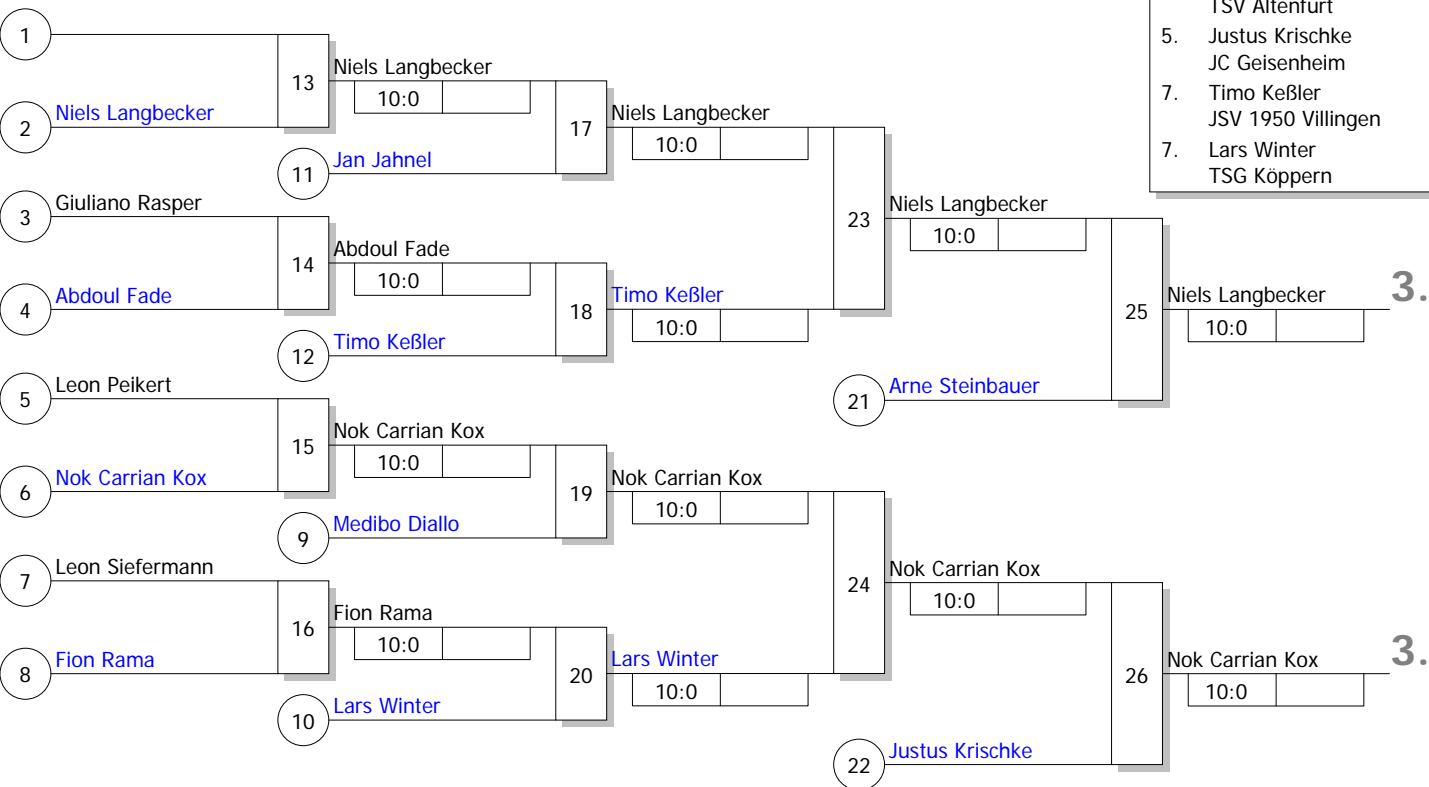 TSV Altenfurt
5. Justus Krischke
JC Geisenheim
7. Timo Keßler
JSV 1950 Villingen
7. Lars Winter
TSG Köppern
1
2 Niels Langbecker
3 Giuliano Rasper
4 Abdoul Fade
5 Leon Peikert
6 Nok Carrian Kox
7 Leon Siefermann
8 Fion Rama
13 Niels Langbecker
10:0
11 Jan Jahnel
14 Abdoul Fade
10:0
12 Timo Keßler
15 Nok Carrian Kox
10:0
9 Medibo Diallo
16 Fion Rama
10:0
10 Lars Winter
17 Niels Langbecker
10:0
18 Timo Keßler
10:0
19 Nok Carrian Kox
10:0
20 Lars Winter
10:0
23 Niels Langbecker
10:0
21 Arne Steinbauer
24 Nok Carrian Kox
10:0
22 Justus Krischke
25 Niels Langbecker 3.
10:0
26 Nok Carrian Kox 3.
10:0